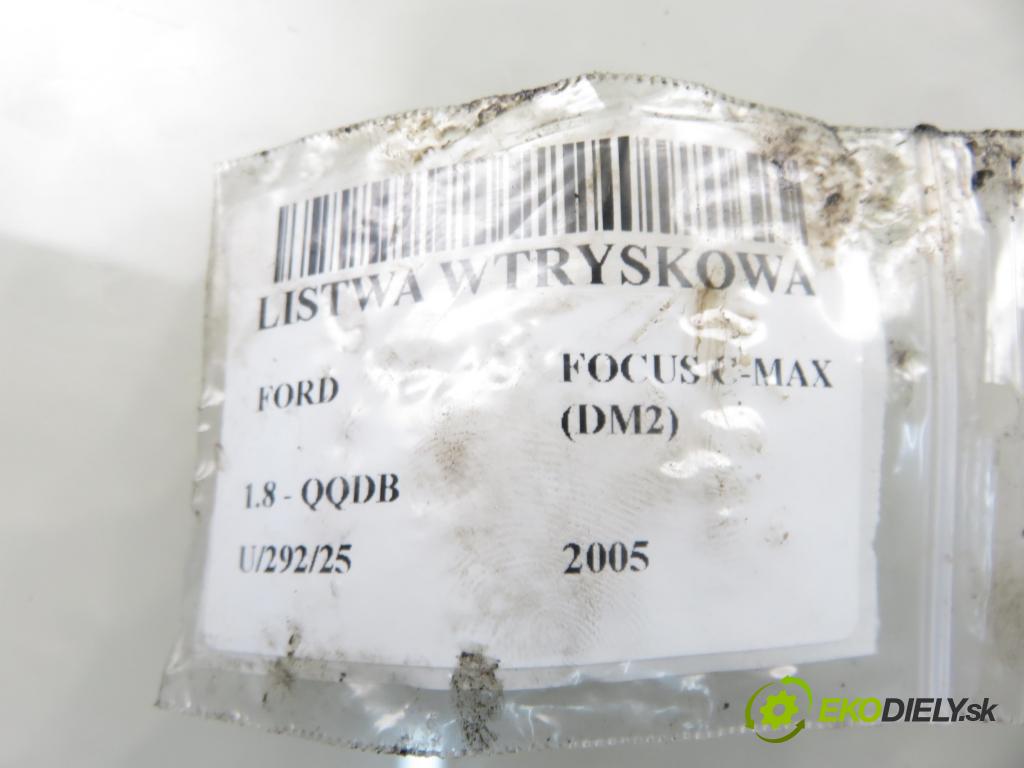 LISTWA WTRYSKOWA
FORD
FOCUS C-MAX
(DM2)
1.8 - QQDB
U/292/25
2005
EKODIELY.sk